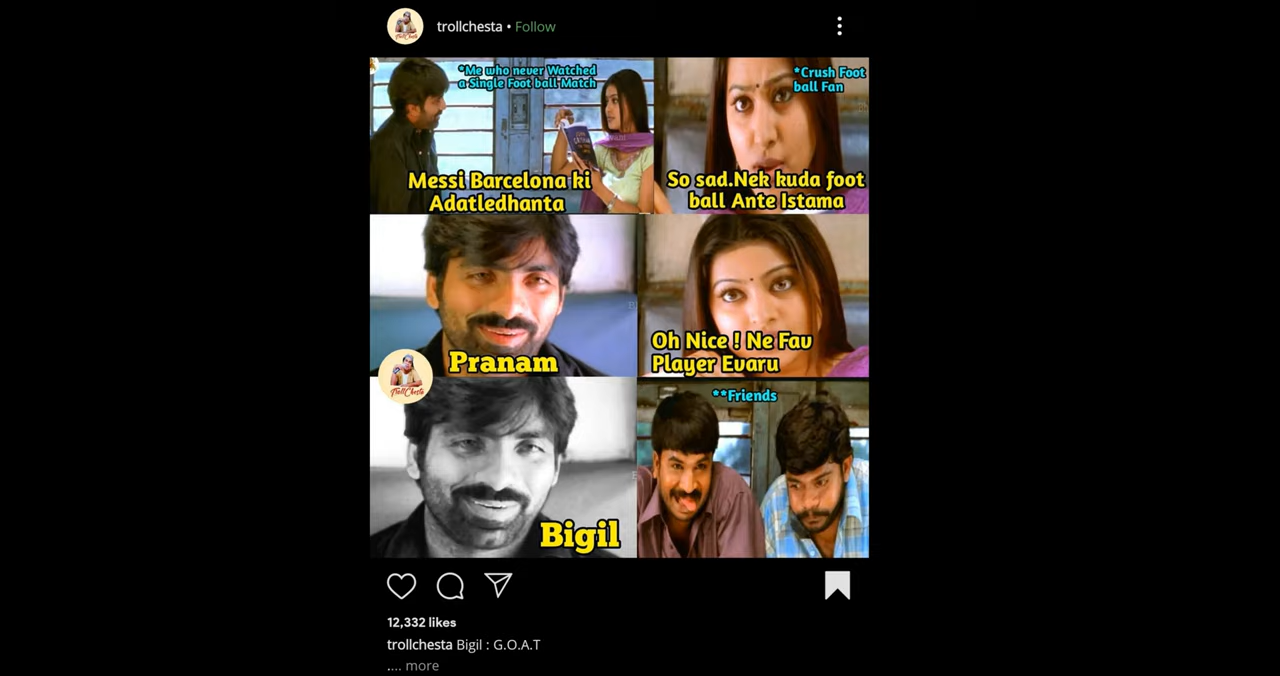 trollchesta • Follow
*Me who never Watched
a Single Foot ball Match
Messi Barcelona ki
Adatledhanta
*Crush Foot
ball Fan
So sad.Nek kuda foot
ball Ante Istama
Pranam
Oh Nice ! Ne Fav
Player Evaru
TrollChesta
Bigil
**Friends
12,332 likes
trollchesta Bigil : G.O.A.T
.... more